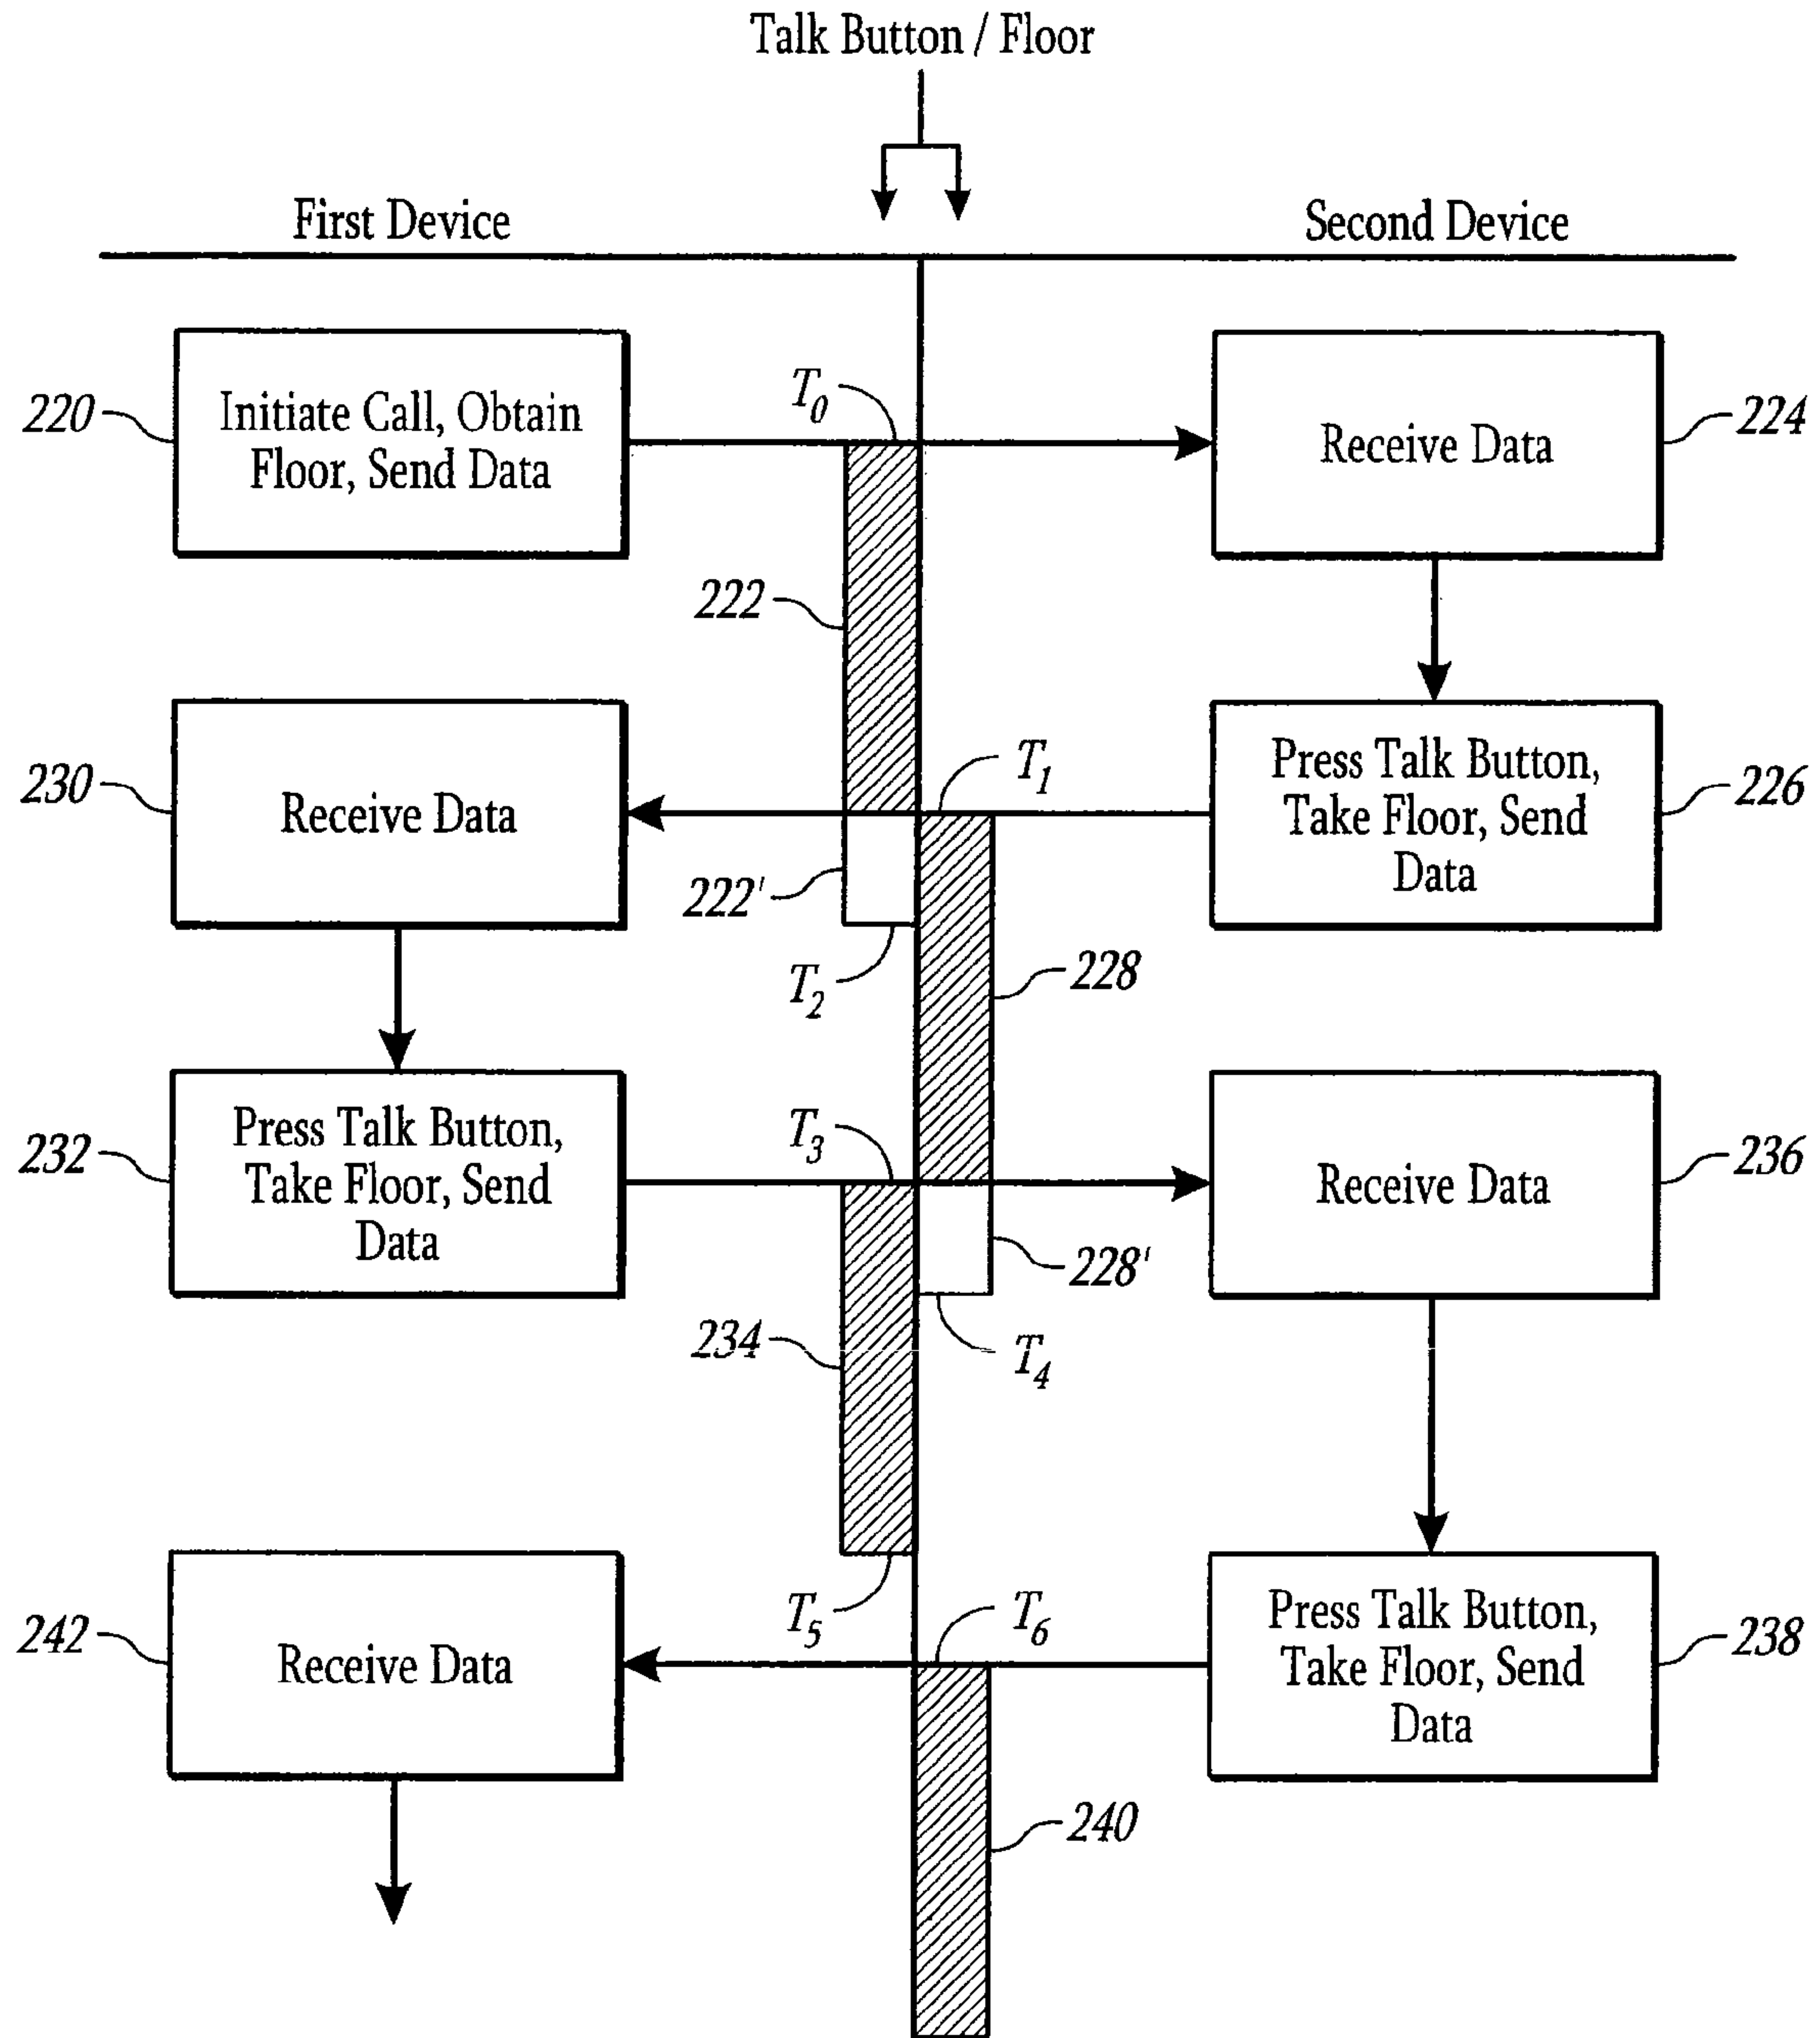 Talk Button / Floor
First Device
Second Device
220
Initiate Call, Obtain
Floor, Send Data
T0
Receive Data
224
222
230
Receive Data
T1
Press Talk Button,
Take Floor, Send
Data
226
222'
T2
228
232
Press Talk Button,
Take Floor, Send
Data
T3
Receive Data
236
228'
234
T4
242
Receive Data
T5
T6
Press Talk Button,
Take Floor, Send
Data
238
240